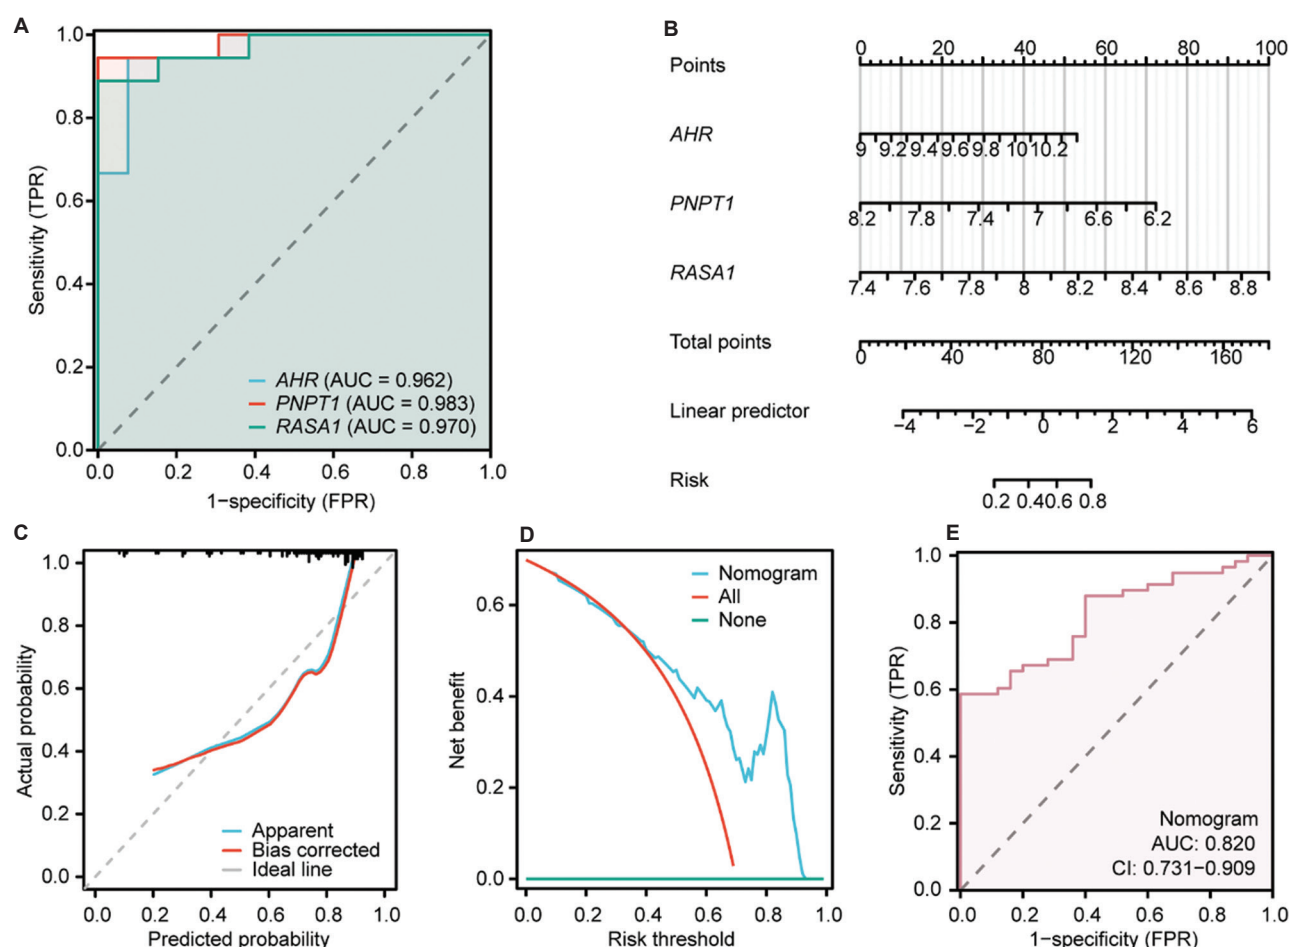 A
1.0
0.8
0.6
0.4
0.2
0.0
Sensitivity (TPR)
AHR (AUC = 0.962)
PNPT1 (AUC = 0.983)
RASA1 (AUC = 0.970)
0.0 0.2 0.4 0.6 0.8 1.0
1−specificity (FPR)
B
Points
0 20 40 60 80 100
AHR
9 9.2 9.4 9.6 9.8 10 10.2
PNPT1
8.2 7.8 7.4 7 6.6 6.2
RASA1
7.4 7.6 7.8 8 8.2 8.4 8.6 8.8
Total points
0 40 80 120 160
Linear predictor
−4 −2 0 2 4 6
Risk
0.2 0.4 0.6 0.8
C
1.0
0.8
0.6
0.4
0.2
0.0
Actual probability
Apparent
Bias corrected
Ideal line
0.0 0.2 0.4 0.6 0.8 1.0
Predicted probability
D
0.6
0.4
0.2
0.0
Net benefit
Nomogram
All
None
0.0 0.2 0.4 0.6 0.8 1.0
Risk threshold
E
1.0
0.8
0.6
0.4
0.2
0.0
Sensitivity (TPR)
Nomogram
AUC: 0.820
CI: 0.731−0.909
0.0 0.2 0.4 0.6 0.8 1.0
1−specificity (FPR)